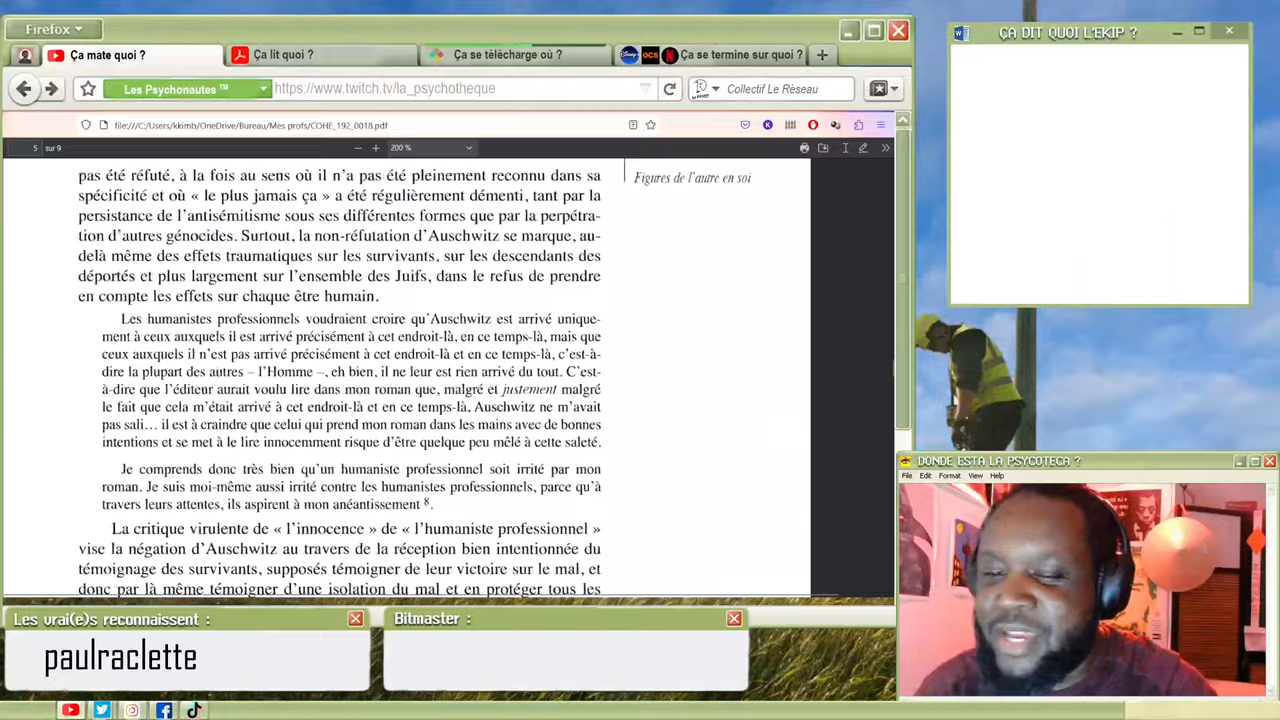 Firefox
Ça mate quoi ?
Ça lit quoi ?
Ça se télécharge où ?
Ça se termine sur quoi ?
Les Psychonautes ™
https://www.twitch.tv/la_psychotheque
Collectif Le Réseau
file:///C:/Users/kkimb/OneDrive/Bureau/Mes profs/COHE_192_0018.pdf
5 sur 9
200 %
pas été réfuté, à la fois au sens où il n'a pas été pleinement reconnu dans sa
spécificité et où « le plus jamais ça » a été régulièrement démenti, tant par la
persistance de l'antisémitisme sous ses différentes formes que par la perpétra-
tion d'autres génocides. Surtout, la non-réfutation d'Auschwitz se marque, au-
delà même des effets traumatiques sur les survivants, sur les descendants des
déportés et plus largement sur l'ensemble des Juifs, dans le refus de prendre
en compte les effets sur chaque être humain.
Figures de l'autre en soi
Les humanistes professionnels voudraient croire qu'Auschwitz est arrivé unique-
ment à ceux auxquels il est arrivé précisément à cet endroit-là, en ce temps-là, mais que
ceux auxquels il n'est pas arrivé précisément à cet endroit-là et en ce temps-là, c'est-à-
dire la plupart des autres – l'Homme –, eh bien, il ne leur est rien arrivé du tout. C'est-
à-dire que l'éditeur aurait voulu lire dans mon roman que, malgré et justement malgré
le fait que cela m'était arrivé à cet endroit-là et en ce temps-là, Auschwitz ne m'avait
pas sali… il est à craindre que celui qui prend mon roman dans les mains avec de bonnes
intentions et se met à le lire innocemment risque d'être quelque peu mêlé à cette saleté.
Je comprends donc très bien qu'un humaniste professionnel soit irrité par mon
roman. Je suis moi-même aussi irrité contre les humanistes professionnels, parce qu'à
travers leurs attentes, ils aspirent à mon anéantissement 8.
La critique virulente de « l'innocence » de « l'humaniste professionnel »
vise la négation d'Auschwitz au travers de la réception bien intentionnée du
témoignage des survivants, supposés témoigner de leur victoire sur le mal, et
donc par là même témoigner d'une isolation du mal et en protéger tous les
ÇA DIT QUOI L'EKIP ?
DONDE ESTA LA PSYCOTECA ?
File Edit Format View Help
Les vrai(e)s reconnaissent :
paulraclette
Bitmaster :